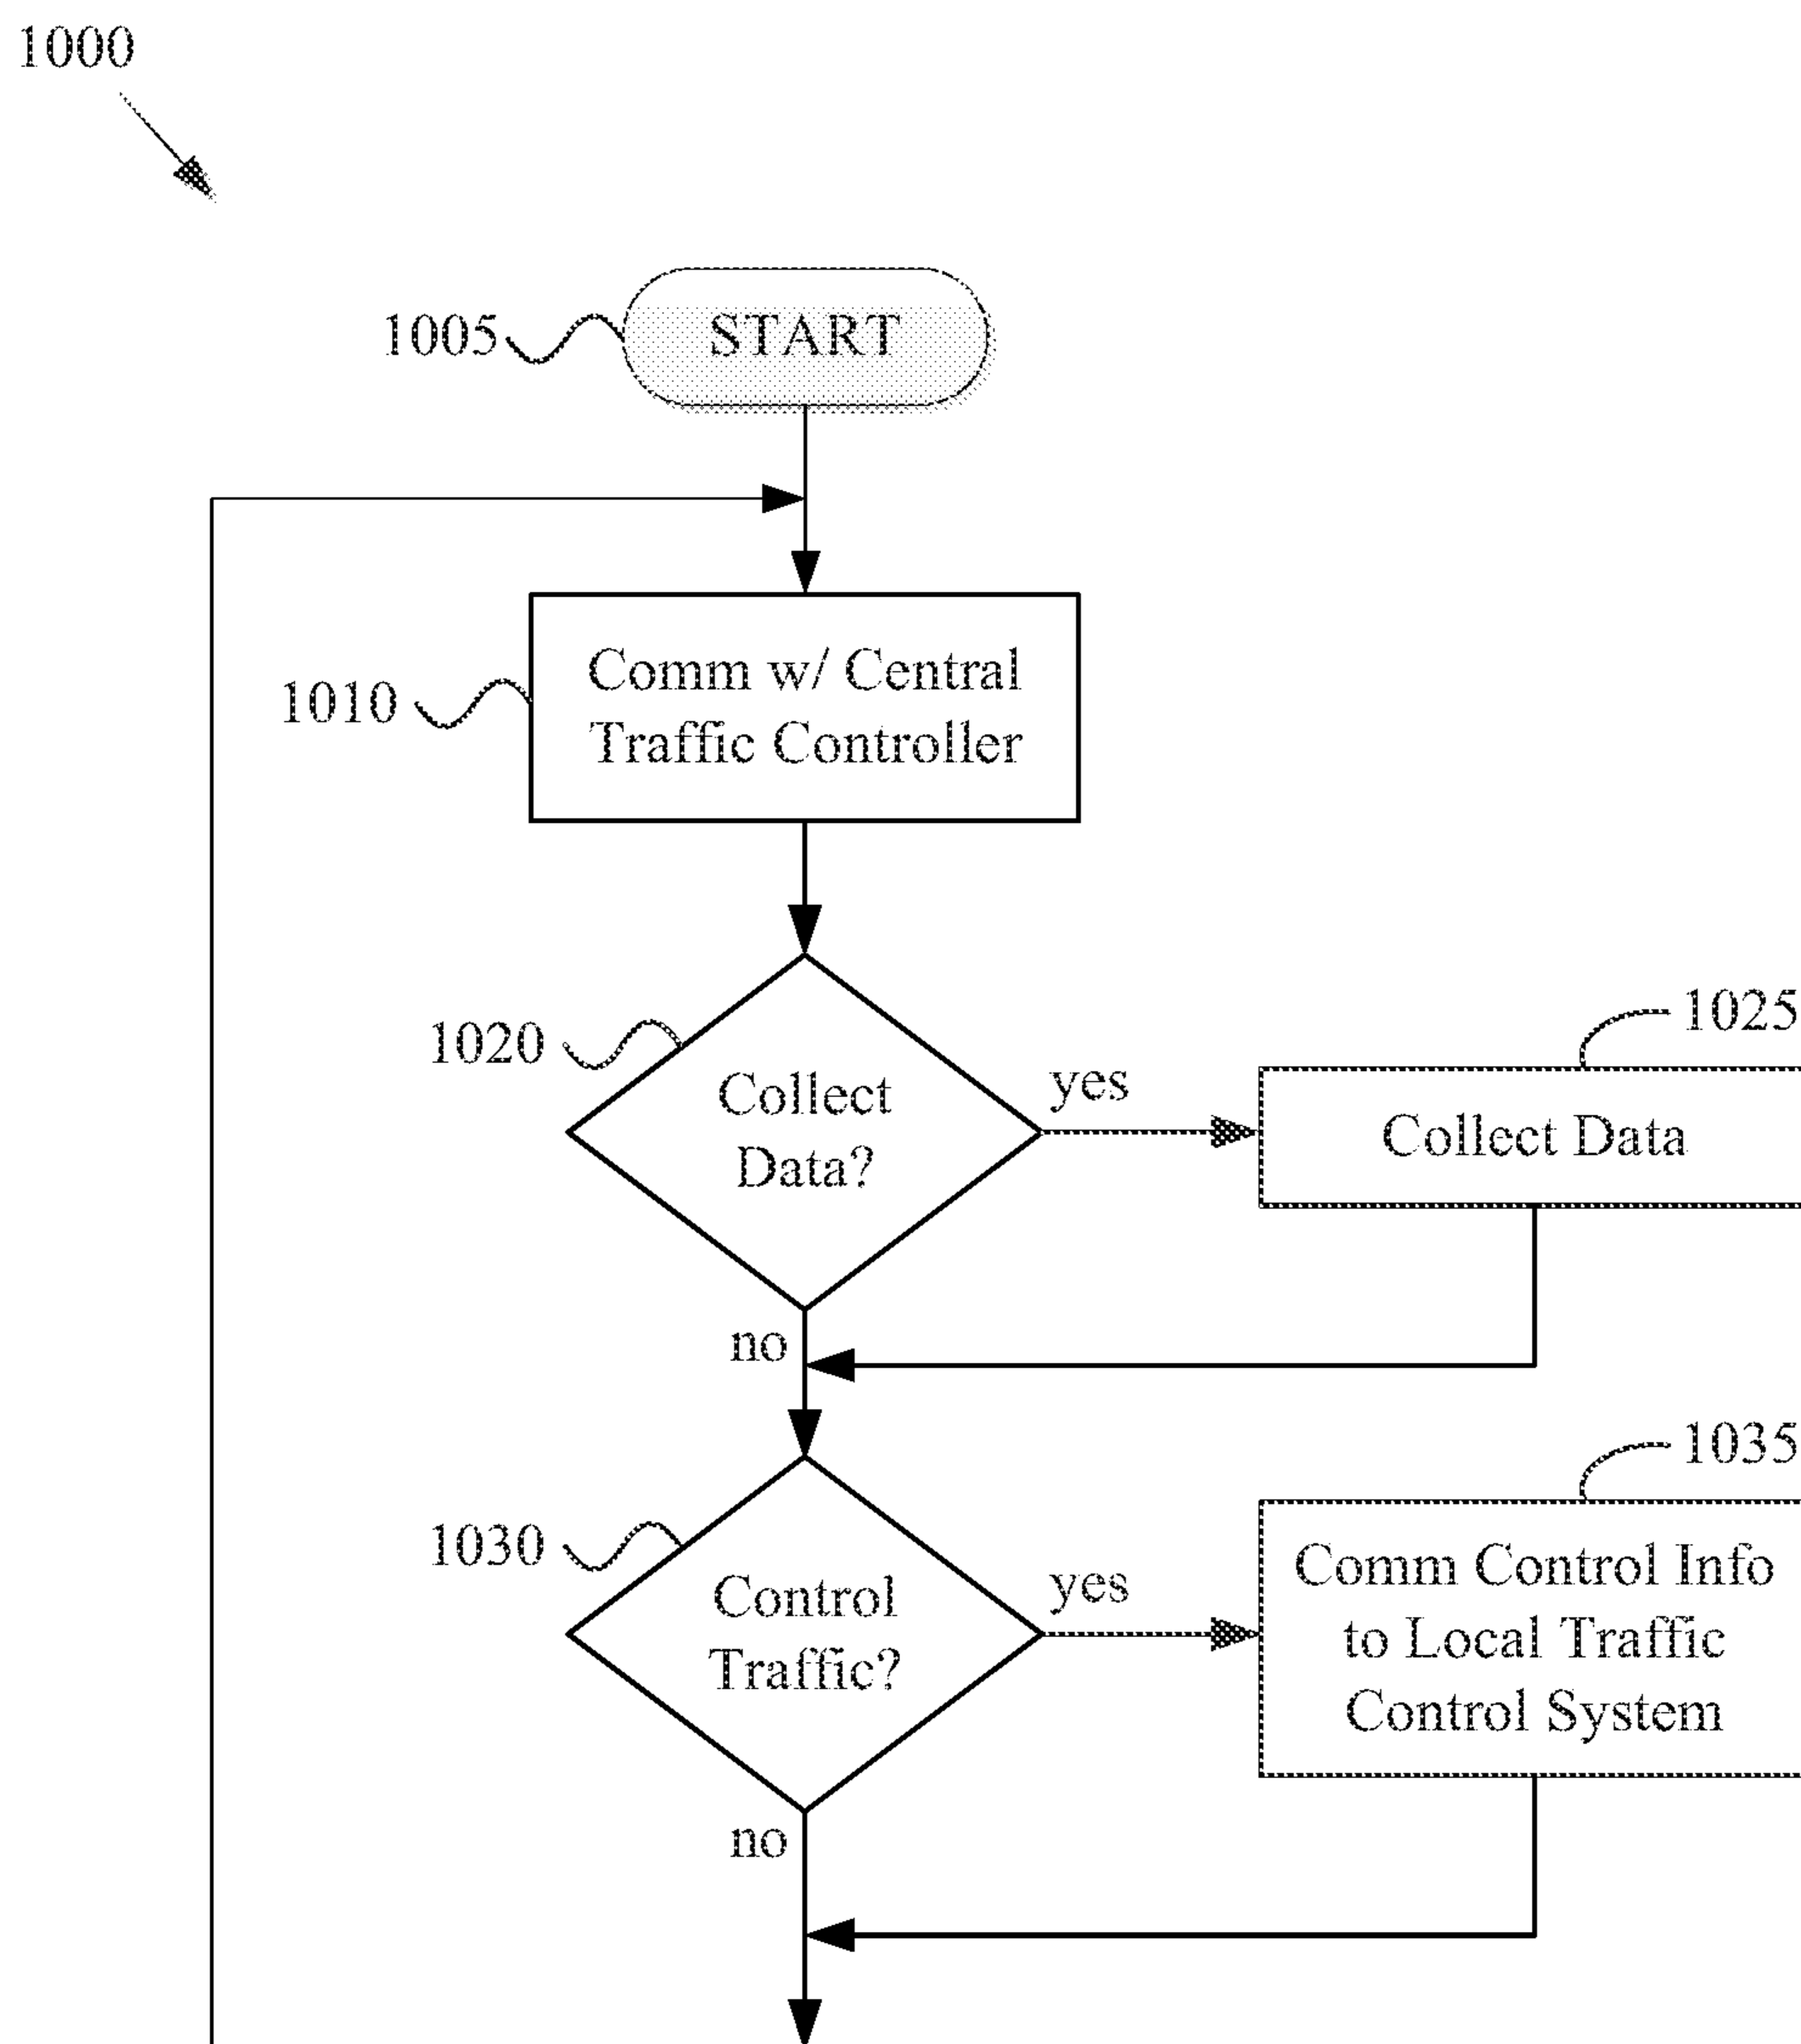 1000
1005
START
1010
Comm w/ Central
Traffic Controller
1020
Collect
Data?
yes
1025
Collect Data
no
1030
Control
Traffic?
yes
1035
Comm Control Info
to Local Traffic
Control System
no